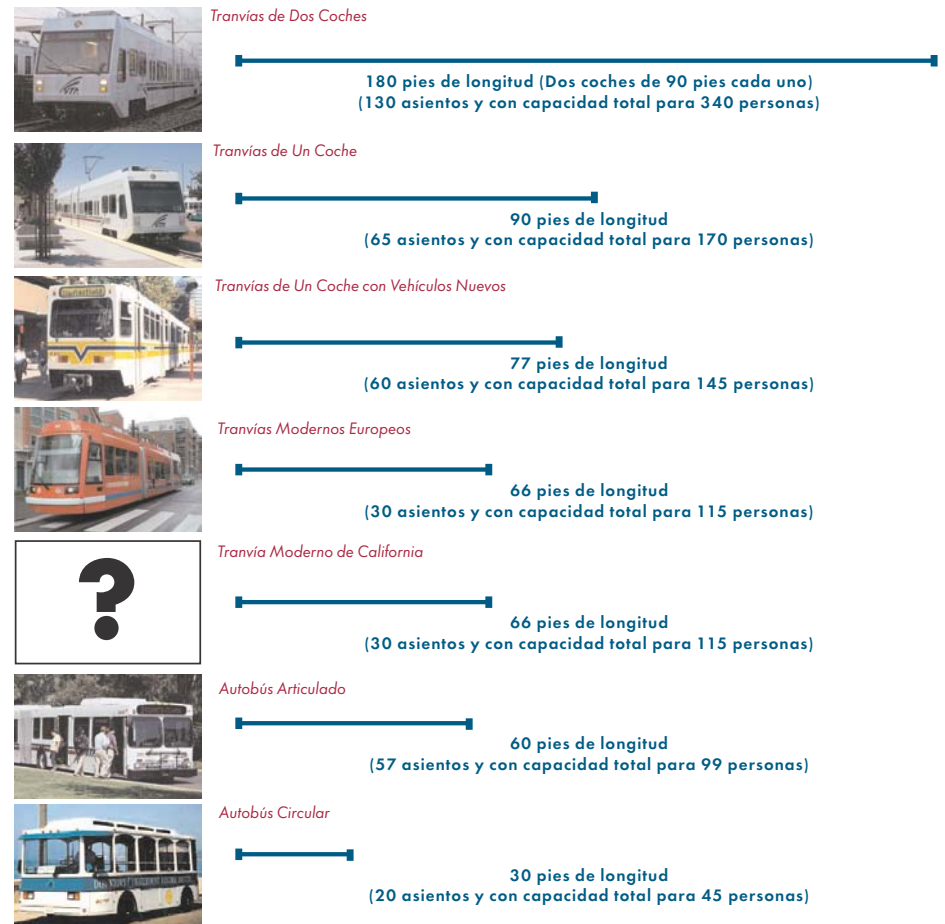 Tranvías de Dos Coches
VTA
180 pies de longitud (Dos coches de 90 pies cada uno)
(130 asientos y con capacidad total para 340 personas)
Tranvías de Un Coche
90 pies de longitud
(65 asientos y con capacidad total para 170 personas)
Tranvías de Un Coche con Vehículos Nuevos
77 pies de longitud
(60 asientos y con capacidad total para 145 personas)
Tranvías Modernos Europeos
66 pies de longitud
(30 asientos y con capacidad total para 115 personas)
Tranvía Moderno de California
?
66 pies de longitud
(30 asientos y con capacidad total para 115 personas)
Autobús Articulado
60 pies de longitud
(57 asientos y con capacidad total para 99 personas)
Autobús Circular
30 pies de longitud
(20 asientos y con capacidad total para 45 personas)